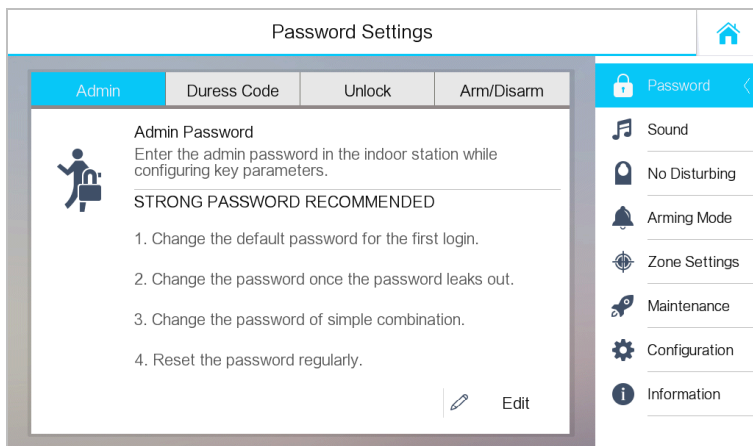 Password Settings
Admin
Duress Code
Unlock
Arm/Disarm
Admin Password
Enter the admin password in the indoor station while
configuring key parameters.
STRONG PASSWORD RECOMMENDED
1. Change the default password for the first login.
2. Change the password once the password leaks out.
3. Change the password of simple combination.
4. Reset the password regularly.
Edit
Password
Sound
No Disturbing
Arming Mode
Zone Settings
Maintenance
Configuration
Information